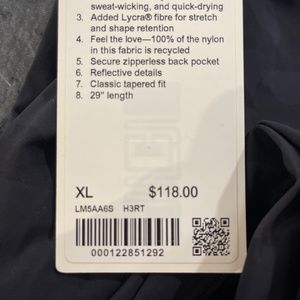 sweat-wicking, and quick-drying
3. Added Lycra® fibre for stretch
and shape retention
4. Feel the love—100% of the nylon
in this fabric is recycled
5. Secure zipperless back pocket
6. Reflective details
7. Classic tapered fit
8. 29" length
XL $118.00
LM5AA6S H3RT
000122851292